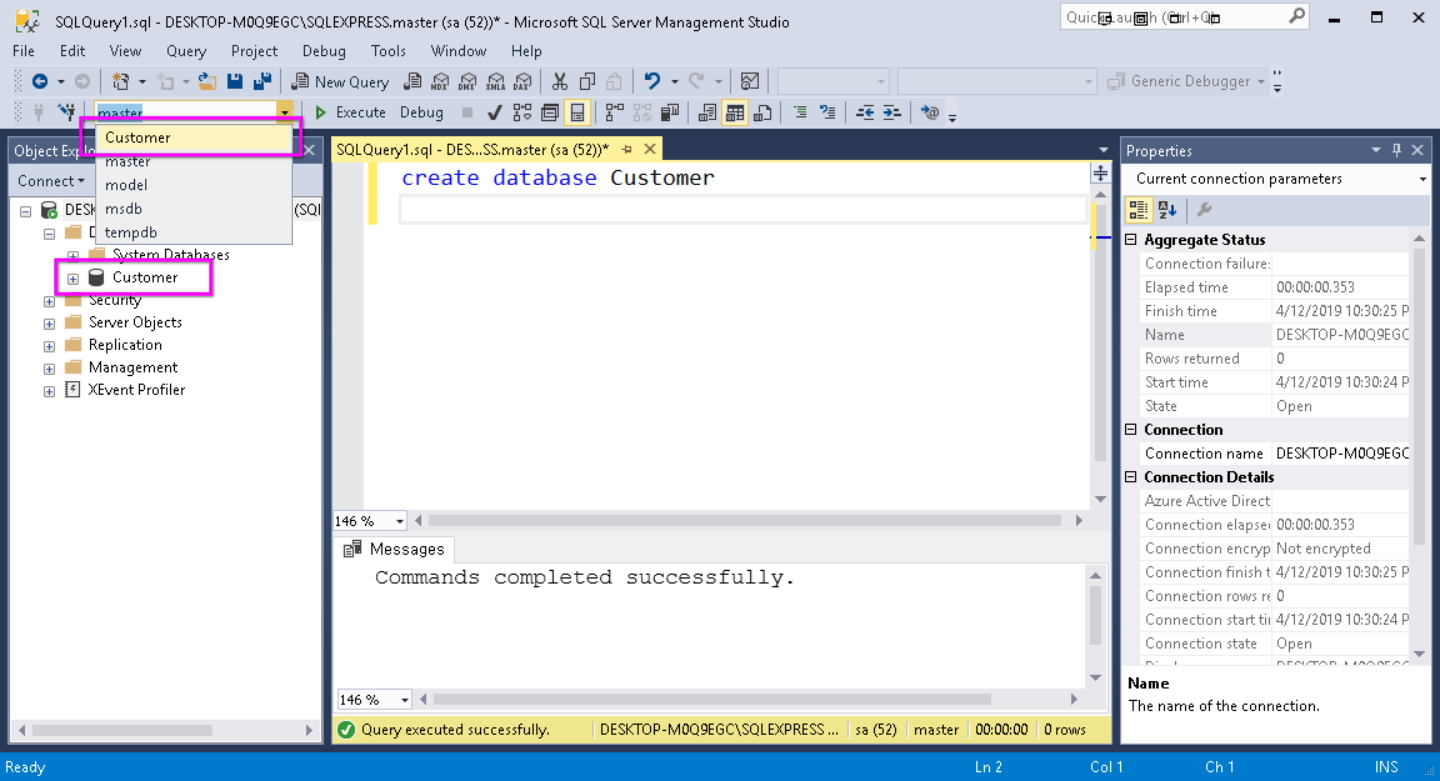 SQLQuery1.sql - DESKTOP-M0Q9EGC\SQLEXPRESS.master (sa (52))* - Microsoft SQL Server Management Studio
File Edit View Query Project Debug Tools Window Help
New Query MDX DMX XMLA DAX Generic Debugger
master Execute Debug
Customer
master
model
msdb
tempdb
Object Explo
Connect
DESK (SQl
D
System Databases
Customer
Security
Server Objects
Replication
Management
XEvent Profiler
SQLQuery1.sql - DES...SS.master (sa (52))*
create database Customer
146 %
Messages
Commands completed successfully.
146 %
Query executed successfully. DESKTOP-M0Q9EGC\SQLEXPRESS ... sa (52) master 00:00:00 0 rows
Properties
Current connection parameters
Aggregate Status
Connection failure:
Elapsed time 00:00:00.353
Finish time 4/12/2019 10:30:25 P
Name DESKTOP-M0Q9EGC
Rows returned 0
Start time 4/12/2019 10:30:24 P
State Open
Connection
Connection name DESKTOP-M0Q9EGC
Connection Details
Azure Active Direct
Connection elapse 00:00:00.353
Connection encryp Not encrypted
Connection finish t 4/12/2019 10:30:25 P
Connection rows re 0
Connection start ti 4/12/2019 10:30:24 P
Connection state Open
Name
The name of the connection.
Ready Ln 2 Col 1 Ch 1 INS